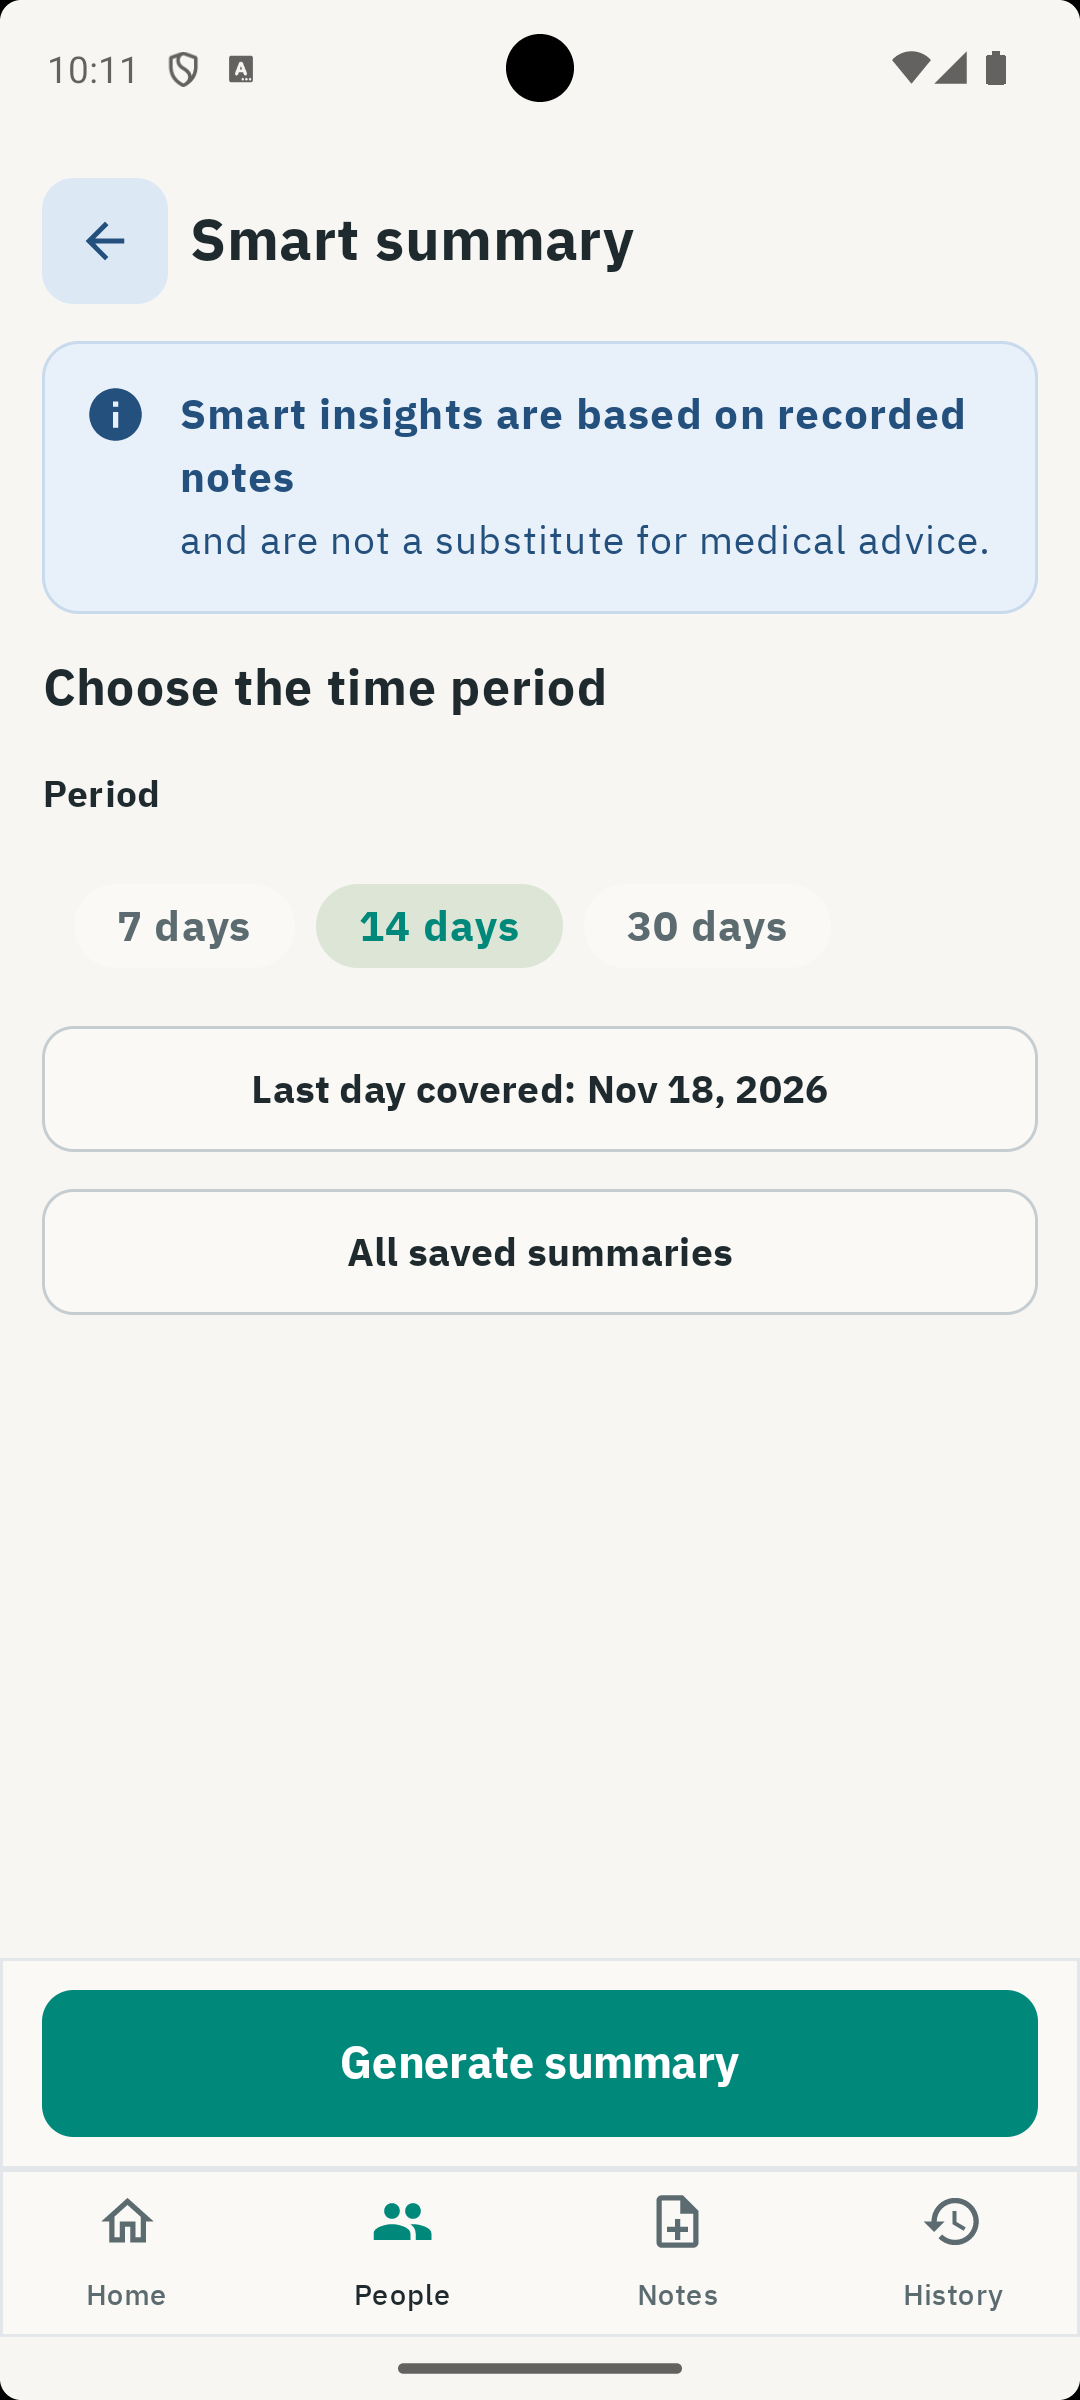 10:11
Smart summary
Smart insights are based on recorded
notes
and are not a substitute for medical advice.
Choose the time period
Period
7 days
14 days
30 days
Last day covered: Nov 18, 2026
All saved summaries
Generate summary
Home
People
Notes
History